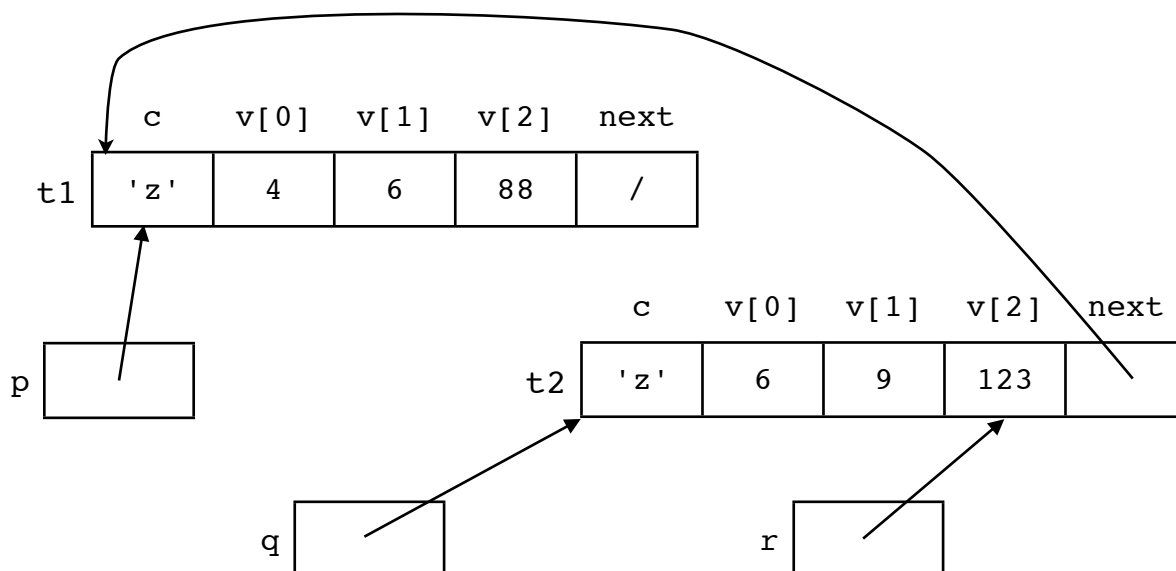 c v[0] v[1] v[2] next
t1 'z' 4 6 88 /
c v[0] v[1] v[2] next
p
t2 'z' 6 9 123
q
r